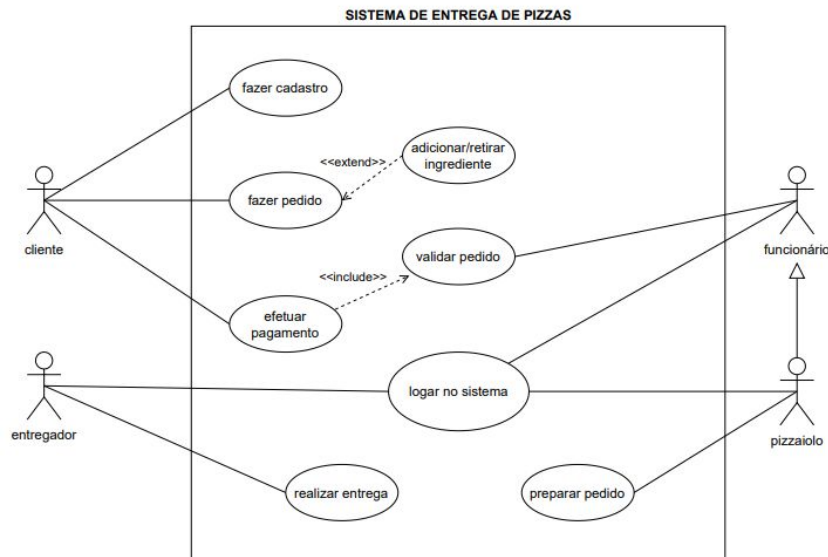 SISTEMA DE ENTREGA DE PIZZAS
fazer cadastro
<<extend>>
adicionar/retirar
ingrediente
fazer pedido
cliente
funcionário
validar pedido
<<include>>
efetuar
pagamento
logar no sistema
entregador
pizzaiolo
realizar entrega
preparar pedido